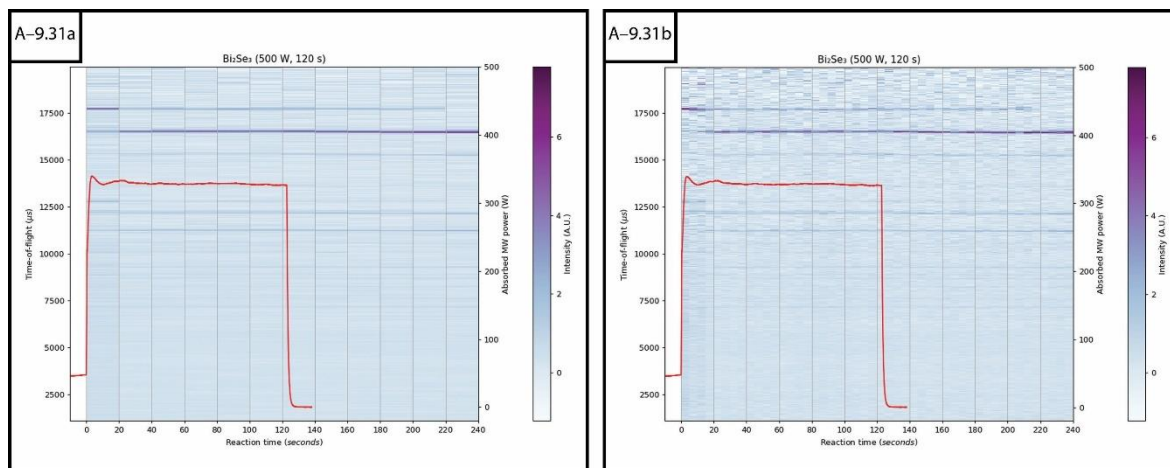 A–9.31a
Bi₂Se₃ (500 W, 120 s)
17500
15000
12500
10000
7500
5000
2500
Time-of-flight (μs)
0 20 40 60 80 100 120 140 160 180 200 220 240
Reaction time (seconds)
500
400
300
200
100
0
Absorbed MW power (W)
6
4
2
0
Intensity (A.U.)
A–9.31b
Bi₂Se₃ (500 W, 120 s)
17500
15000
12500
10000
7500
5000
2500
Time-of-flight (μs)
0 20 40 60 80 100 120 140 160 180 200 220 240
Reaction time (seconds)
500
400
300
200
100
0
Absorbed MW power (W)
6
4
2
0
Intensity (A.U.)